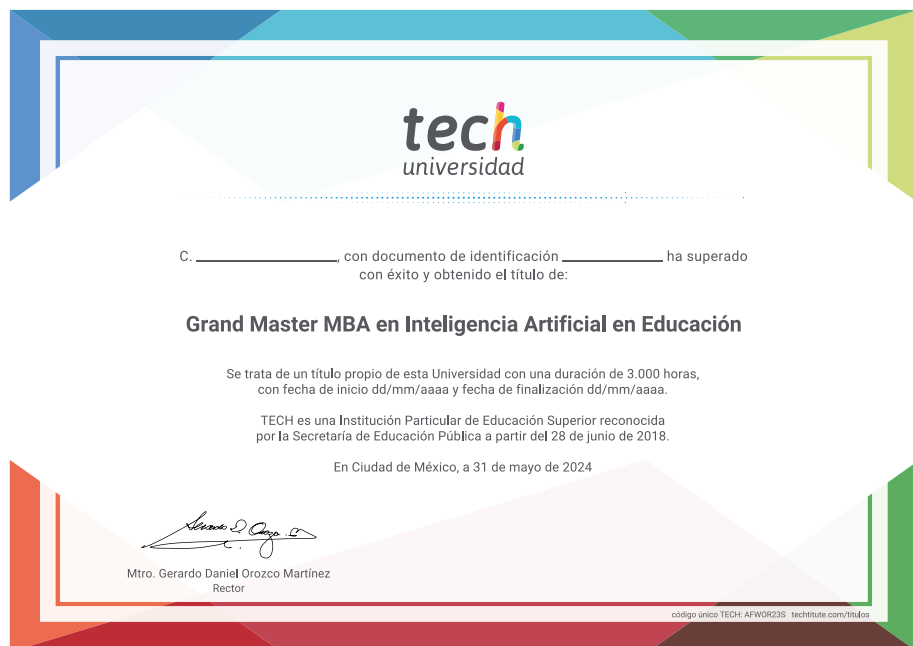 tech
universidad
C. ____________________, con documento de identificación ______________ ha superado
con éxito y obtenido el título de:
Grand Master MBA en Inteligencia Artificial en Educación
Se trata de un título propio de esta Universidad con una duración de 3.000 horas,
con fecha de inicio dd/mm/aaaa y fecha de finalización dd/mm/aaaa.
TECH es una Institución Particular de Educación Superior reconocida
por la Secretaría de Educación Pública a partir del 28 de junio de 2018.
En Ciudad de México, a 31 de mayo de 2024
Mtro. Gerardo Daniel Orozco Martínez
Rector
código único TECH: AFWOR23S techtitute.com/titulos